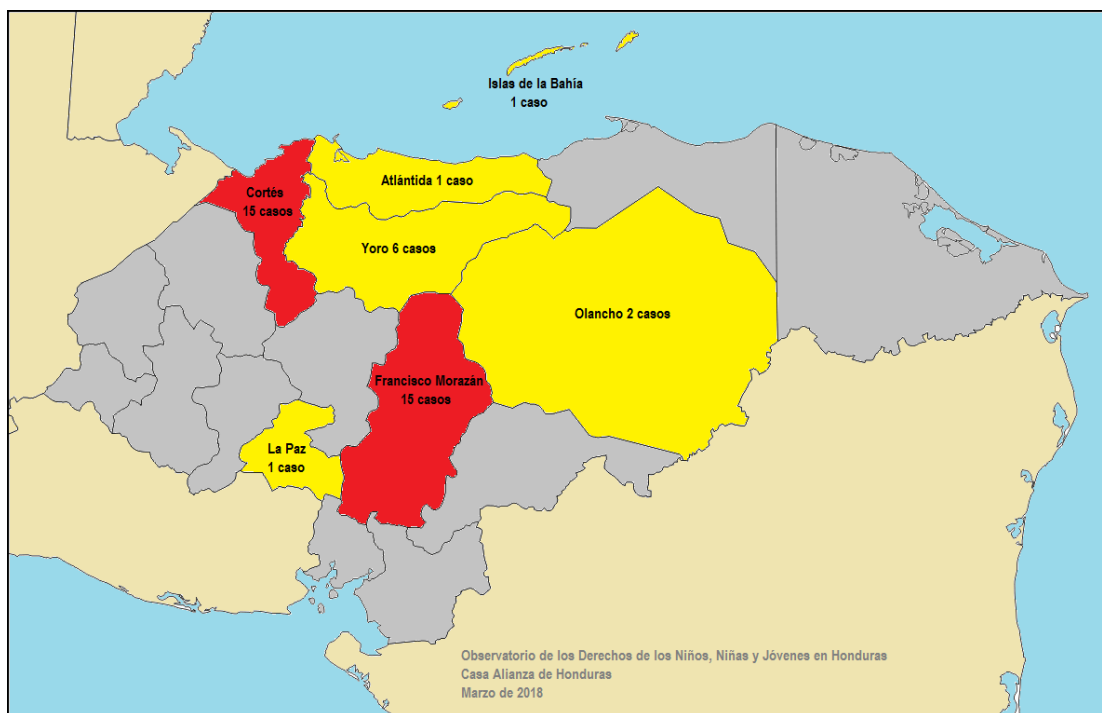 Islas de la Bahía
1 caso
Atlántida 1 caso
Cortés
15 casos
Yoro 6 casos
Olancho 2 casos
Francisco Morazán
15 casos
La Paz
1 caso
Observatorio de los Derechos de los Niños, Niñas y Jóvenes en Honduras
Casa Alianza de Honduras
Marzo de 2018